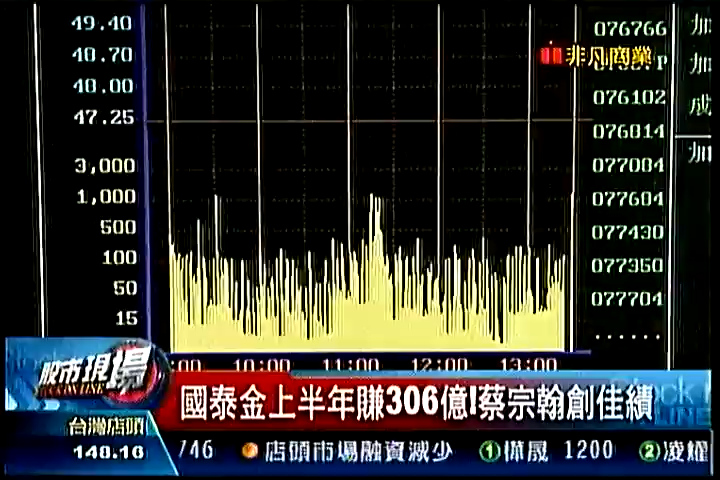 49.40
076766
加
48.70
非凡商業
加
48.00
076102
成
47.25
076814
加
3,000
077004
1,000
077604
500
077430
100
077350
50
077704
15
......
:00 10:00 11:00 12:00 13:00
股市現場
國泰金上半年賺306億!蔡宗翰創佳績
台灣店頭
148.16
746 店頭市場融資減少 ①樺晟 1200 ②凌耀